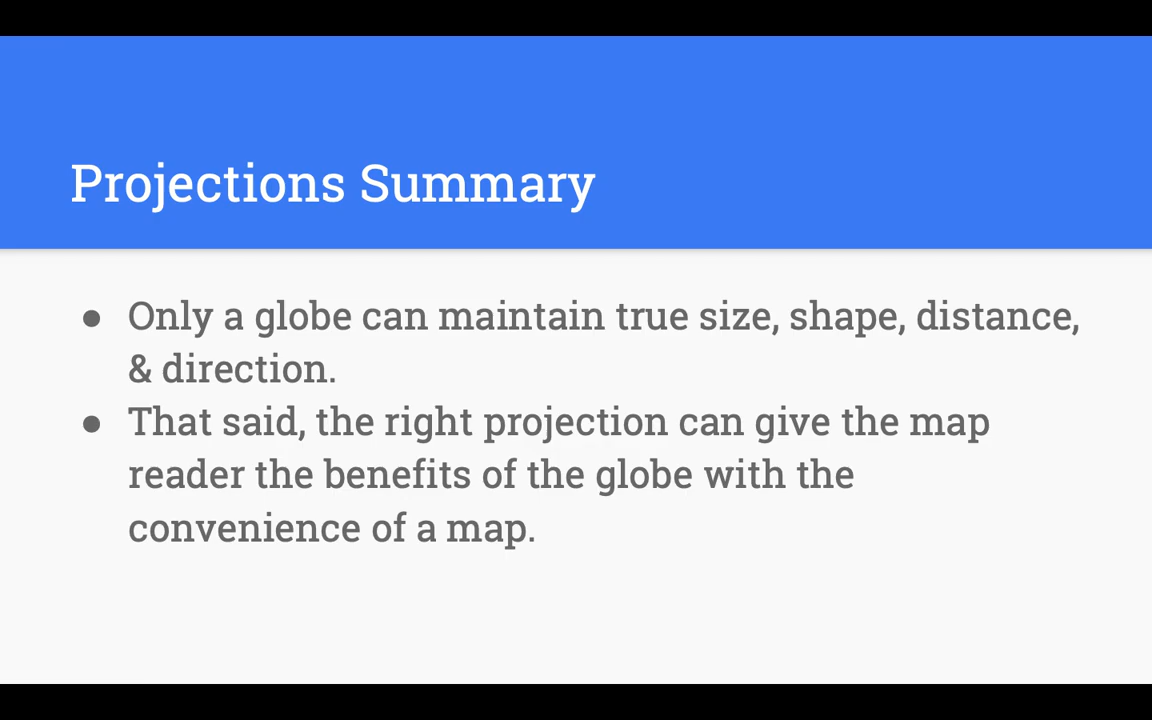 Projections Summary
● Only a globe can maintain true size, shape, distance,
& direction.
● That said, the right projection can give the map
reader the benefits of the globe with the
convenience of a map.